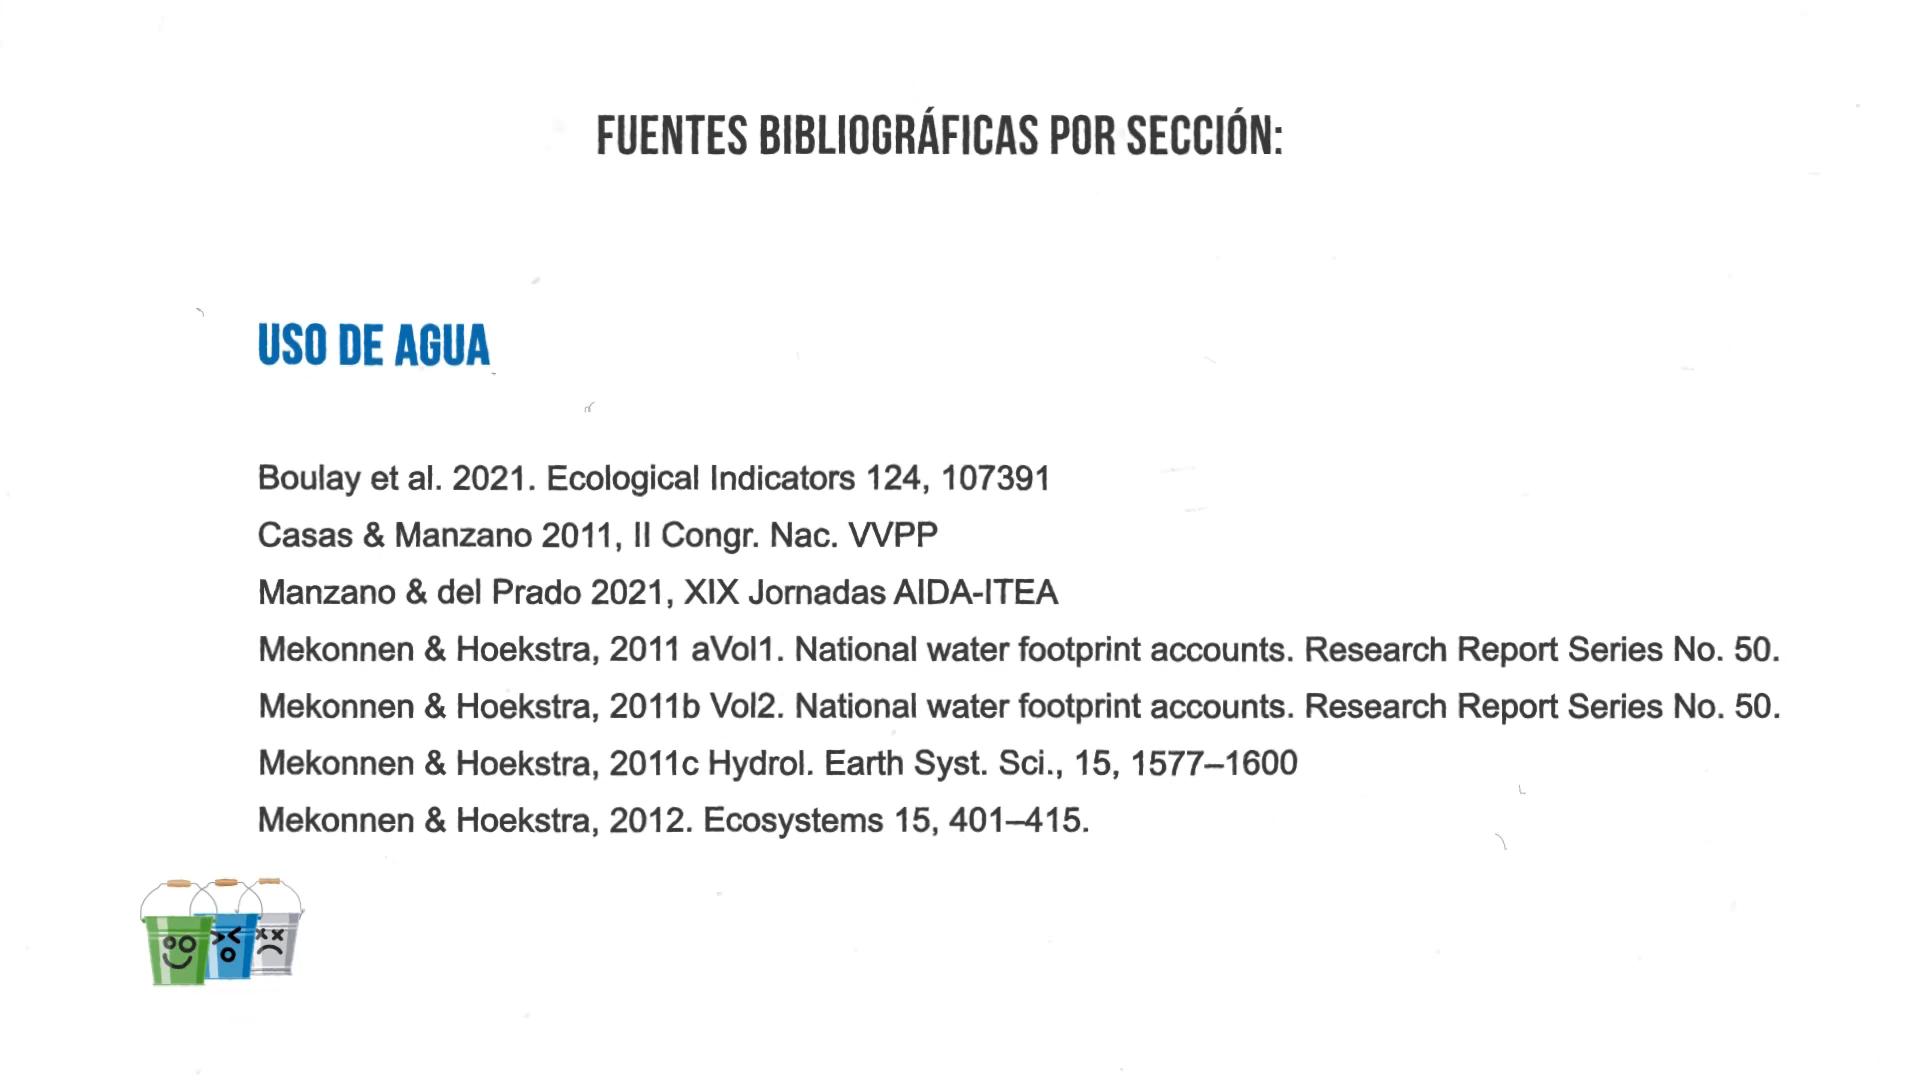 FUENTES BIBLIOGRÁFICAS POR SECCIÓN:
USO DE AGUA
Boulay et al. 2021. Ecological Indicators 124, 107391
Casas & Manzano 2011, II Congr. Nac. VVPP
Manzano & del Prado 2021, XIX Jornadas AIDA-ITEA
Mekonnen & Hoekstra, 2011 aVol1. National water footprint accounts. Research Report Series No. 50.
Mekonnen & Hoekstra, 2011b Vol2. National water footprint accounts. Research Report Series No. 50.
Mekonnen & Hoekstra, 2011c Hydrol. Earth Syst. Sci., 15, 1577–1600
Mekonnen & Hoekstra, 2012. Ecosystems 15, 401–415.